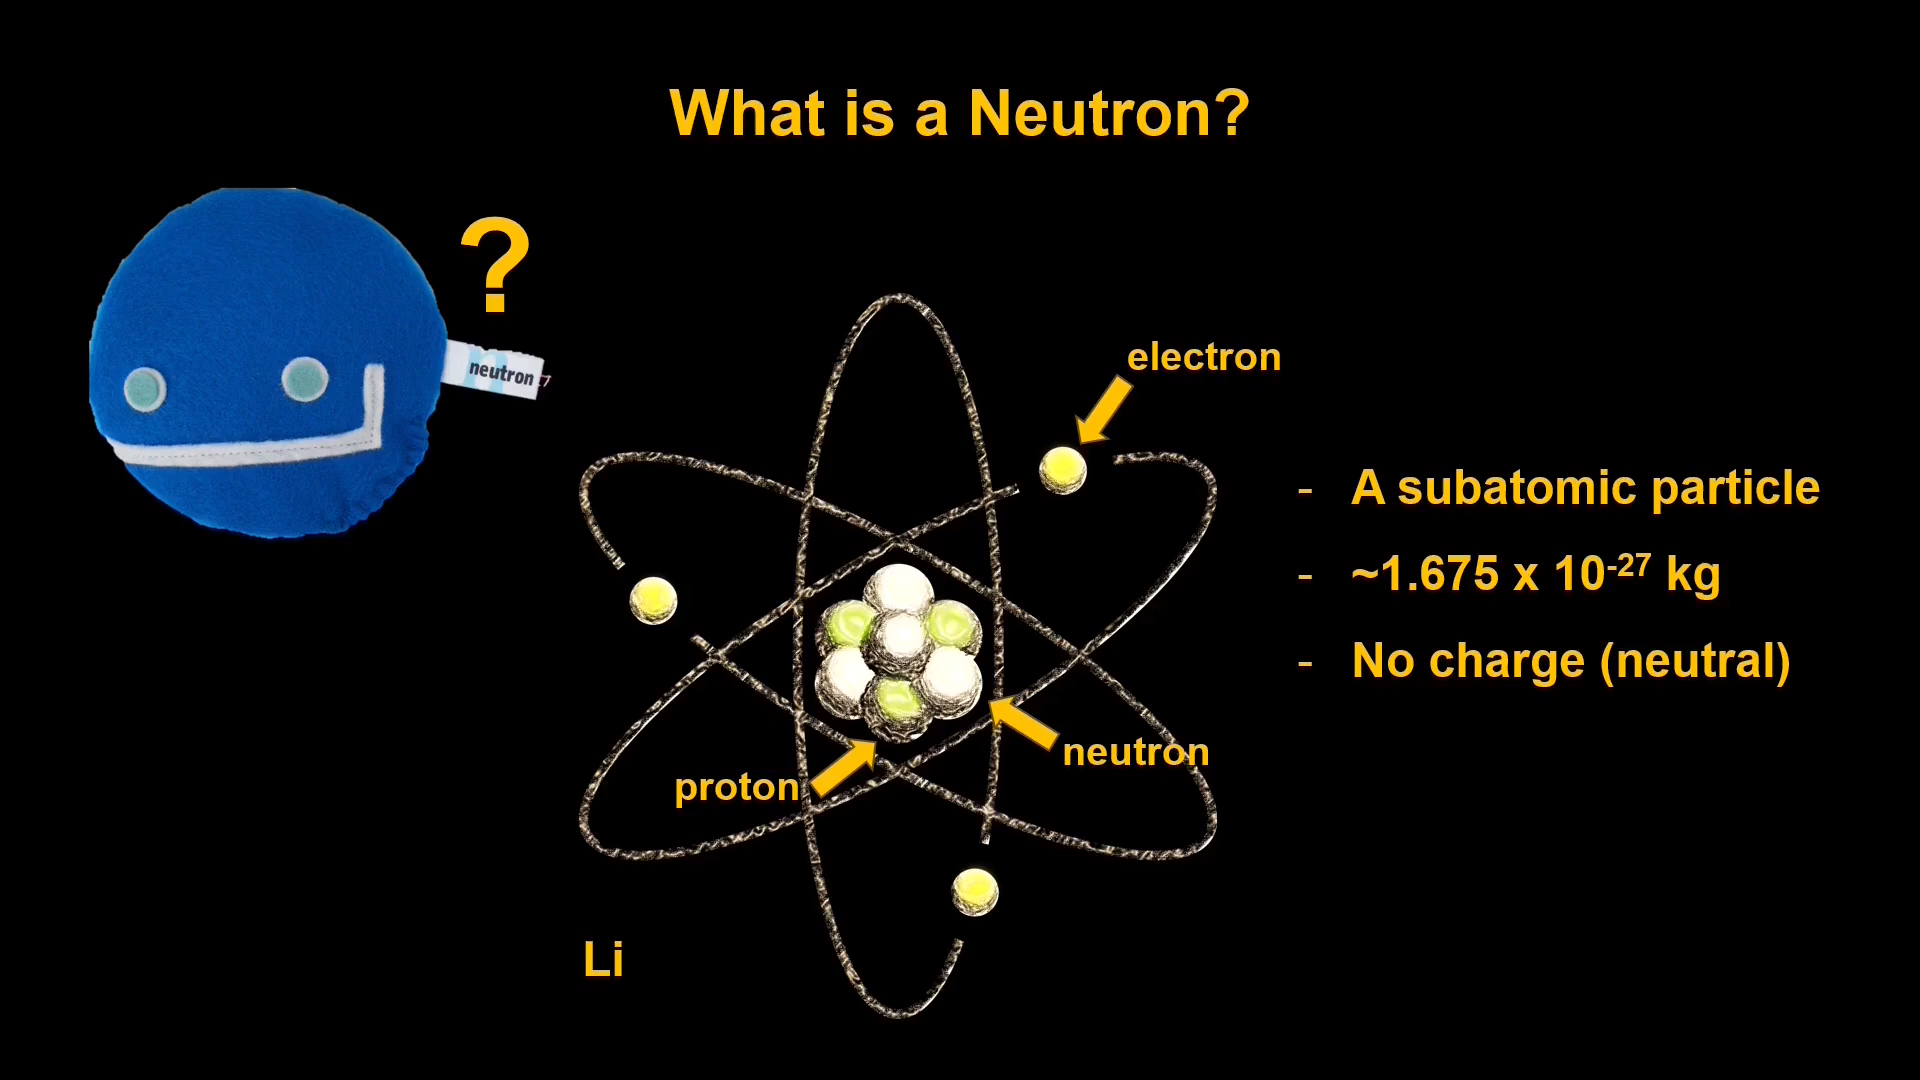 What is a Neutron?
?
neutron
electron
- A subatomic particle
- ~1.675 x 10⁻²⁷ kg
- No charge (neutral)
neutron
proton
Li